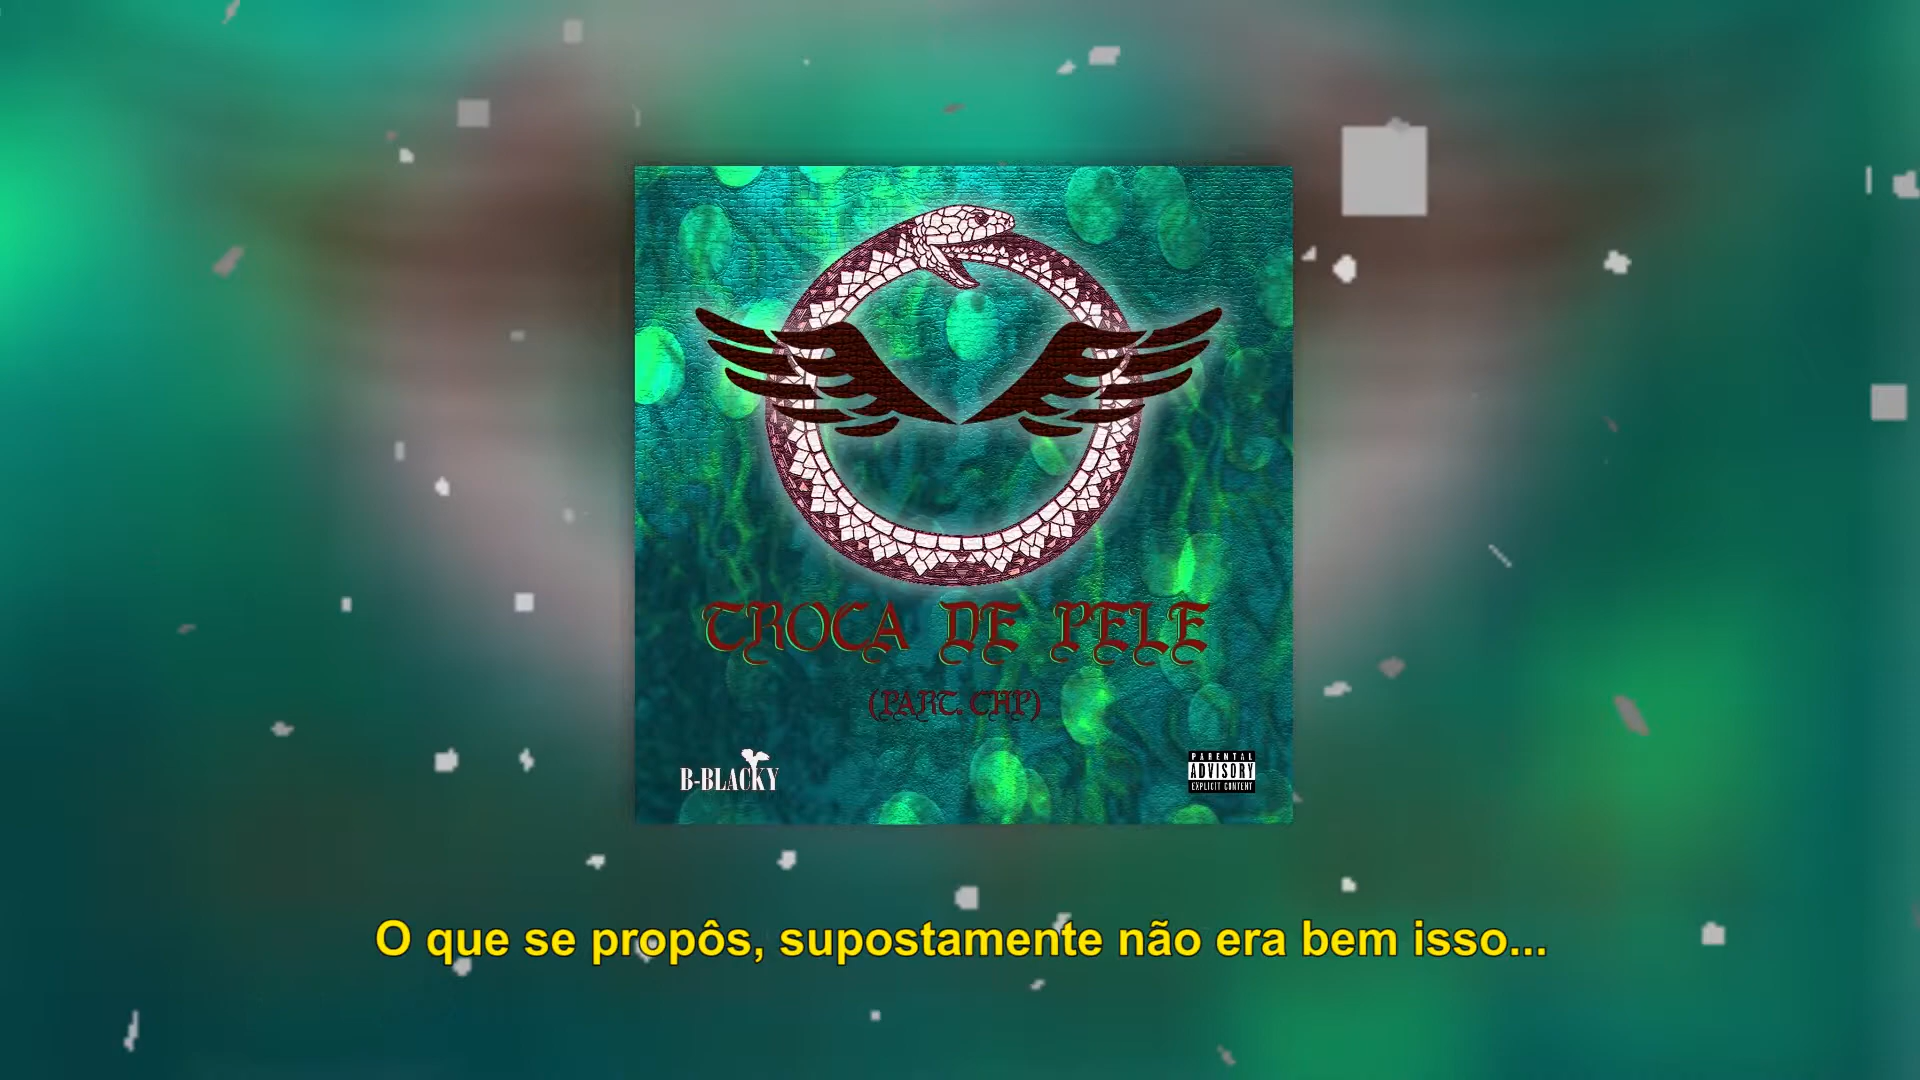 TROCA DE PELE
(PART. CHP)
B-BLACKY
PARENTAL
ADVISORY
EXPLICIT CONTENT
O que se propôs, supostamente não era bem isso...